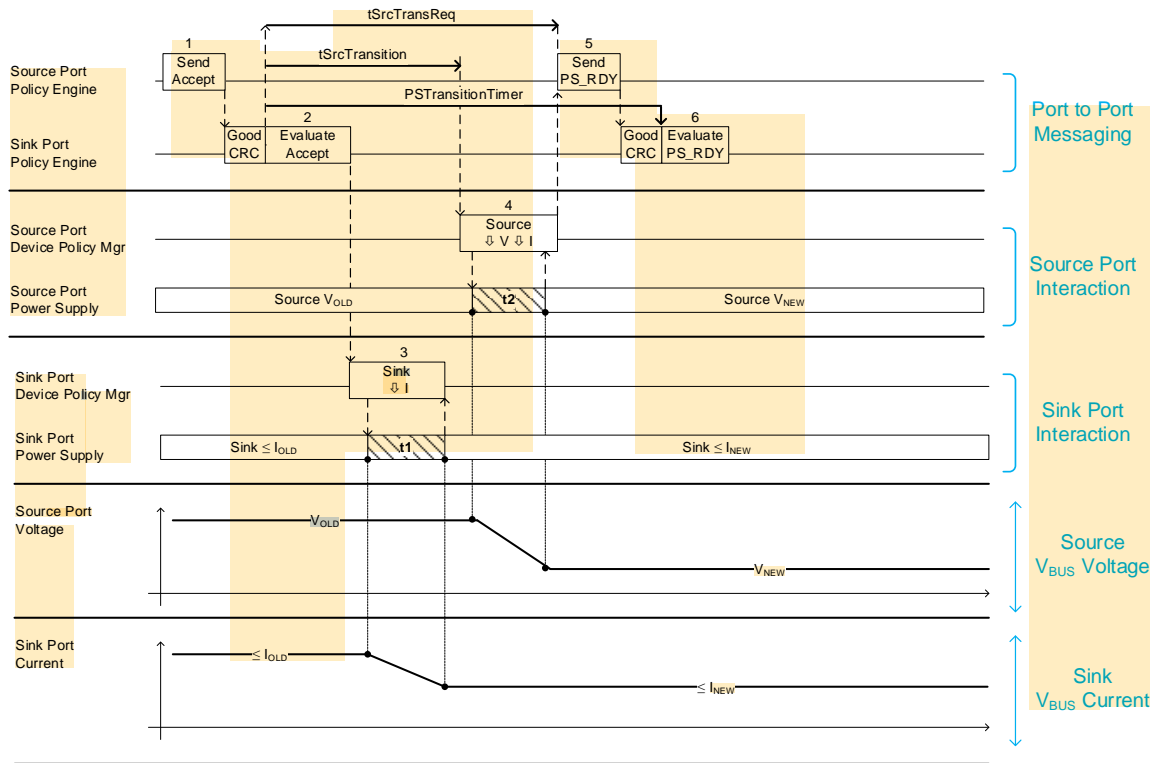 tSrcTransReq
1
5
Send
Accept
tSrcTransition
Send
PS_RDY
Source Port
Policy Engine
PSTransitionTimer
2
6
Good
CRC
Evaluate
Accept
Good
CRC
Evaluate
PS_RDY
Sink Port
Policy Engine
Port to Port
Messaging
4
Source Port
Device Policy Mgr
Source
⇩ V ⇩ I
Source Port
Power Supply
Source VOLD
t2
Source VNEW
Source Port
Interaction
3
Sink Port
Device Policy Mgr
Sink
⇩ I
Sink Port
Power Supply
Sink ≤ IOLD
t1
Sink ≤ INEW
Sink Port
Interaction
Source Port
Voltage
VOLD
VNEW
Source
VBUS Voltage
Sink Port
Current
≤ IOLD
≤ INEW
Sink
VBUS Current